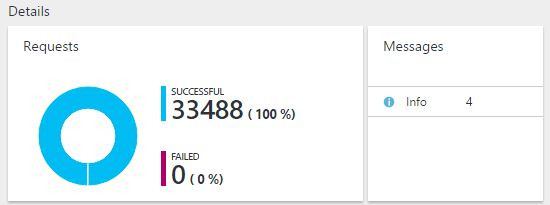 Details
Requests
SUCCESSFUL
33488 ( 100 %)
FAILED
0 ( 0 %)
Messages
Info 4